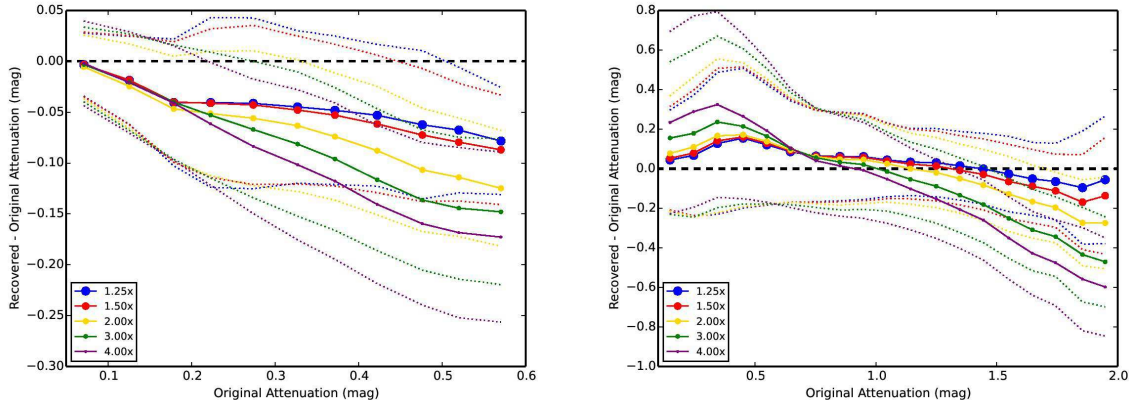 0.05
0.00
−0.05
−0.10
−0.15
−0.20
−0.25
−0.30
Recovered - Original Attenuation (mag)
1.25x
1.50x
2.00x
3.00x
4.00x
0.1
0.2
0.3
0.4
0.5
0.6
Original Attenuation (mag)
0.8
0.6
0.4
0.2
0.0
−0.2
−0.4
−0.6
−0.8
−1.0
Recovered - Original Attenuation (mag)
1.25x
1.50x
2.00x
3.00x
4.00x
0.5
1.0
1.5
2.0
Original Attenuation (mag)